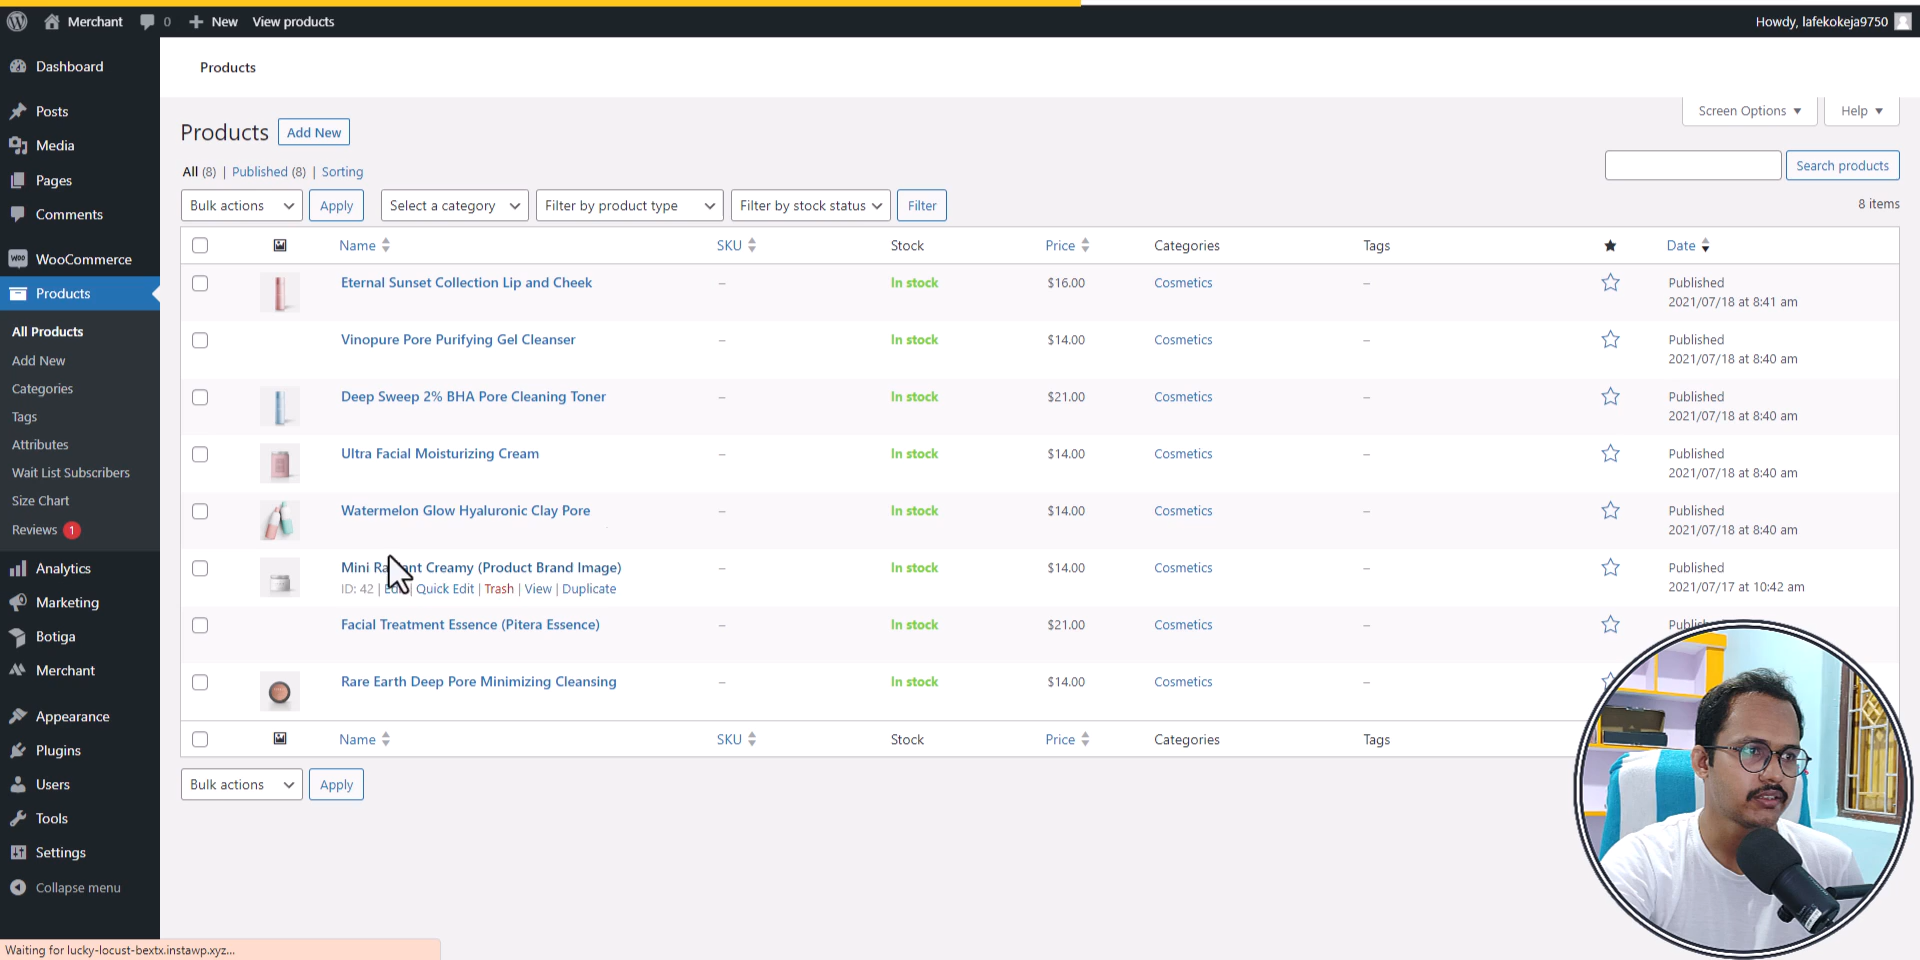 Merchant 0 New View products Howdy, lafekokeja9750
Dashboard
Posts
Media
Pages
Comments
WooCommerce
Products
All Products
Add New
Categories
Tags
Attributes
Wait List Subscribers
Size Chart
Reviews 1
Analytics
Marketing
Botiga
Merchant
Appearance
Plugins
Users
Tools
Settings
Collapse menu
Products
Screen Options Help
Products Add New
All (8) | Published (8) | Sorting
Search products
Bulk actions Apply Select a category Filter by product type Filter by stock status Filter
8 items
Name SKU Stock Price Categories Tags Date
Eternal Sunset Collection Lip and Cheek – In stock $16.00 Cosmetics – Published
2021/07/18 at 8:41 am
Vinopure Pore Purifying Gel Cleanser – In stock $14.00 Cosmetics – Published
2021/07/18 at 8:40 am
Deep Sweep 2% BHA Pore Cleaning Toner – In stock $21.00 Cosmetics – Published
2021/07/18 at 8:40 am
Ultra Facial Moisturizing Cream – In stock $14.00 Cosmetics – Published
2021/07/18 at 8:40 am
Watermelon Glow Hyaluronic Clay Pore – In stock $14.00 Cosmetics – Published
2021/07/18 at 8:40 am
Mini Creamy (Product Brand Image) – In stock $14.00 Cosmetics – Published
ID: 42 | Quick Edit | Trash | View | Duplicate 2021/07/17 at 10:42 am
Facial Treatment Essence (Pitera Essence) – In stock $21.00 Cosmetics –
Rare Earth Deep Pore Minimizing Cleansing – In stock $14.00 Cosmetics –
Name SKU Stock Price Categories Tags
Bulk actions Apply
Waiting for lucky-locust-bextx.instawp.xyz...